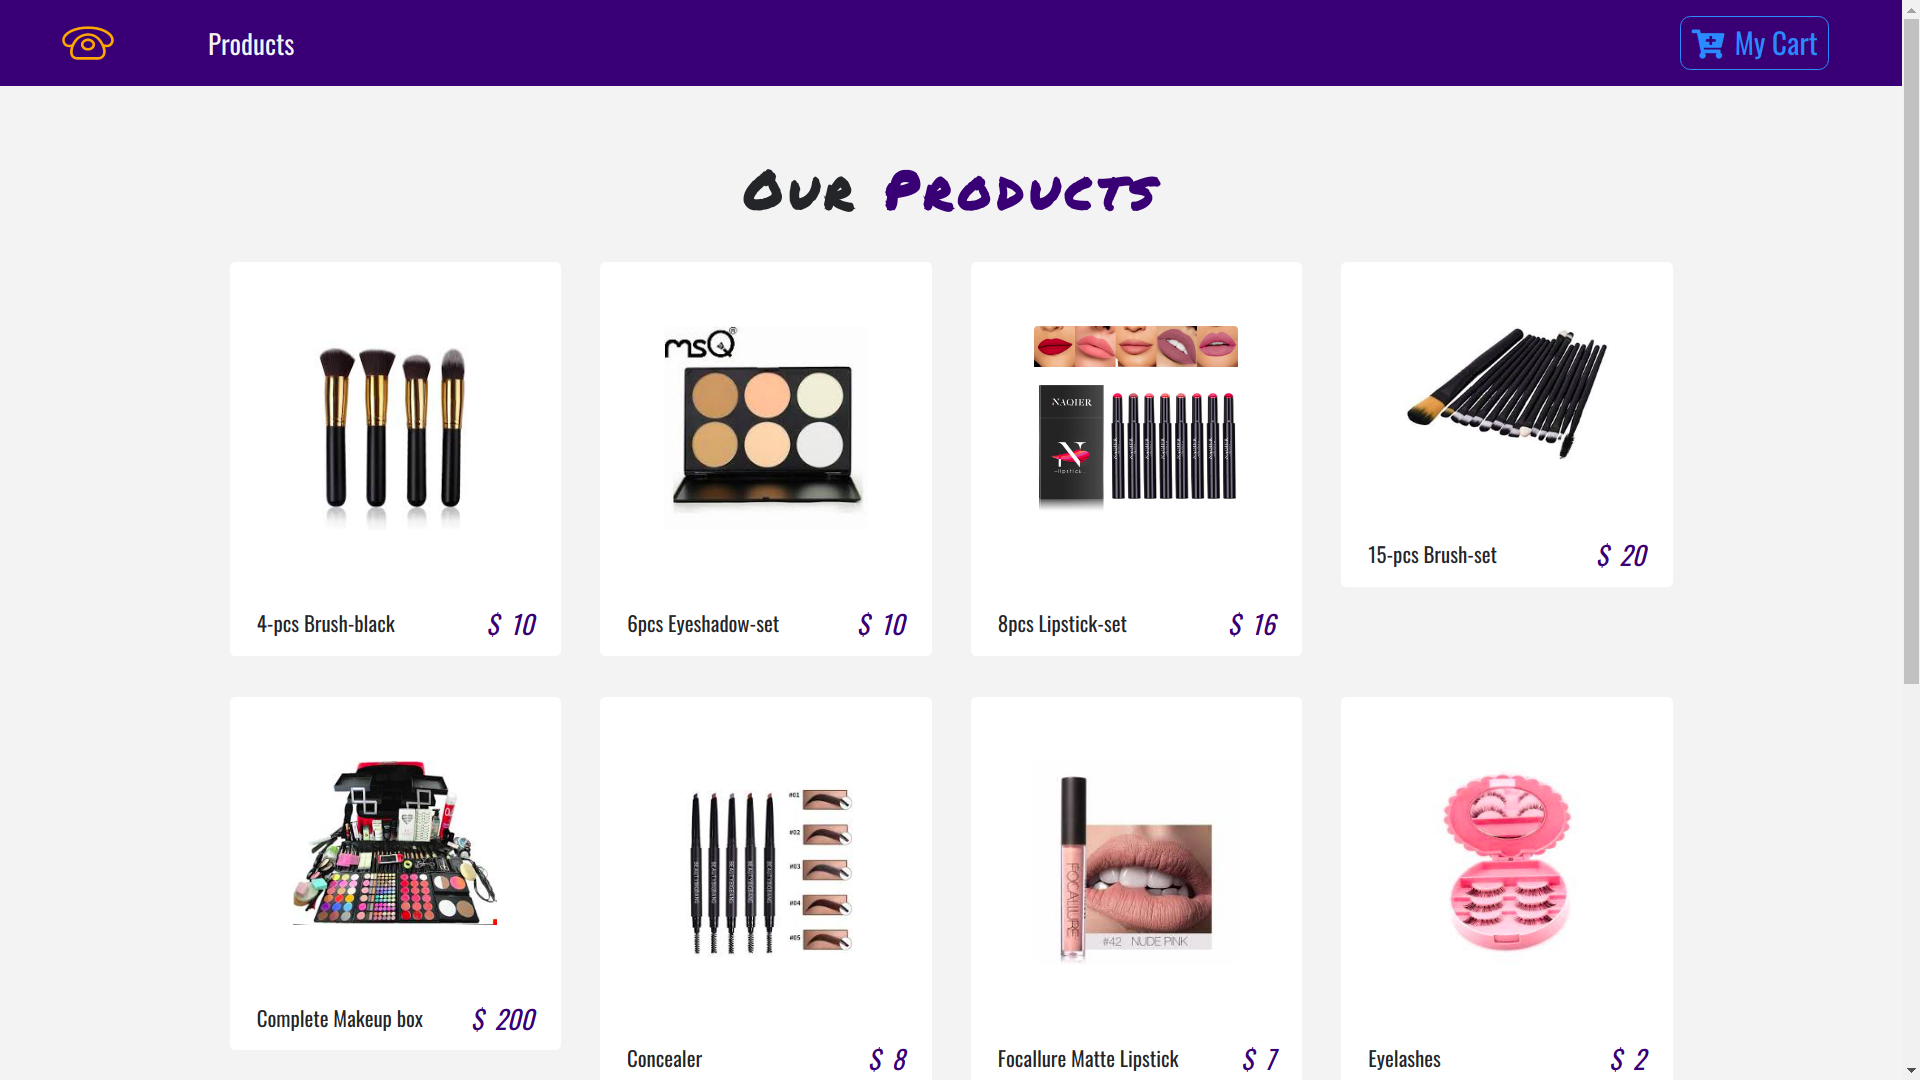 Products
My Cart
Our Products
msQ®
NAQIER
N
lipstick
4-pcs Brush-black $ 10
6pcs Eyeshadow-set $ 10
8pcs Lipstick-set $ 16
15-pcs Brush-set $ 20
#01
#02
#03
#04
#05
FOCALLURE
#42 NUDE PINK
Complete Makeup box $ 200
Concealer $ 8
Focallure Matte Lipstick $ 7
Eyelashes $ 2